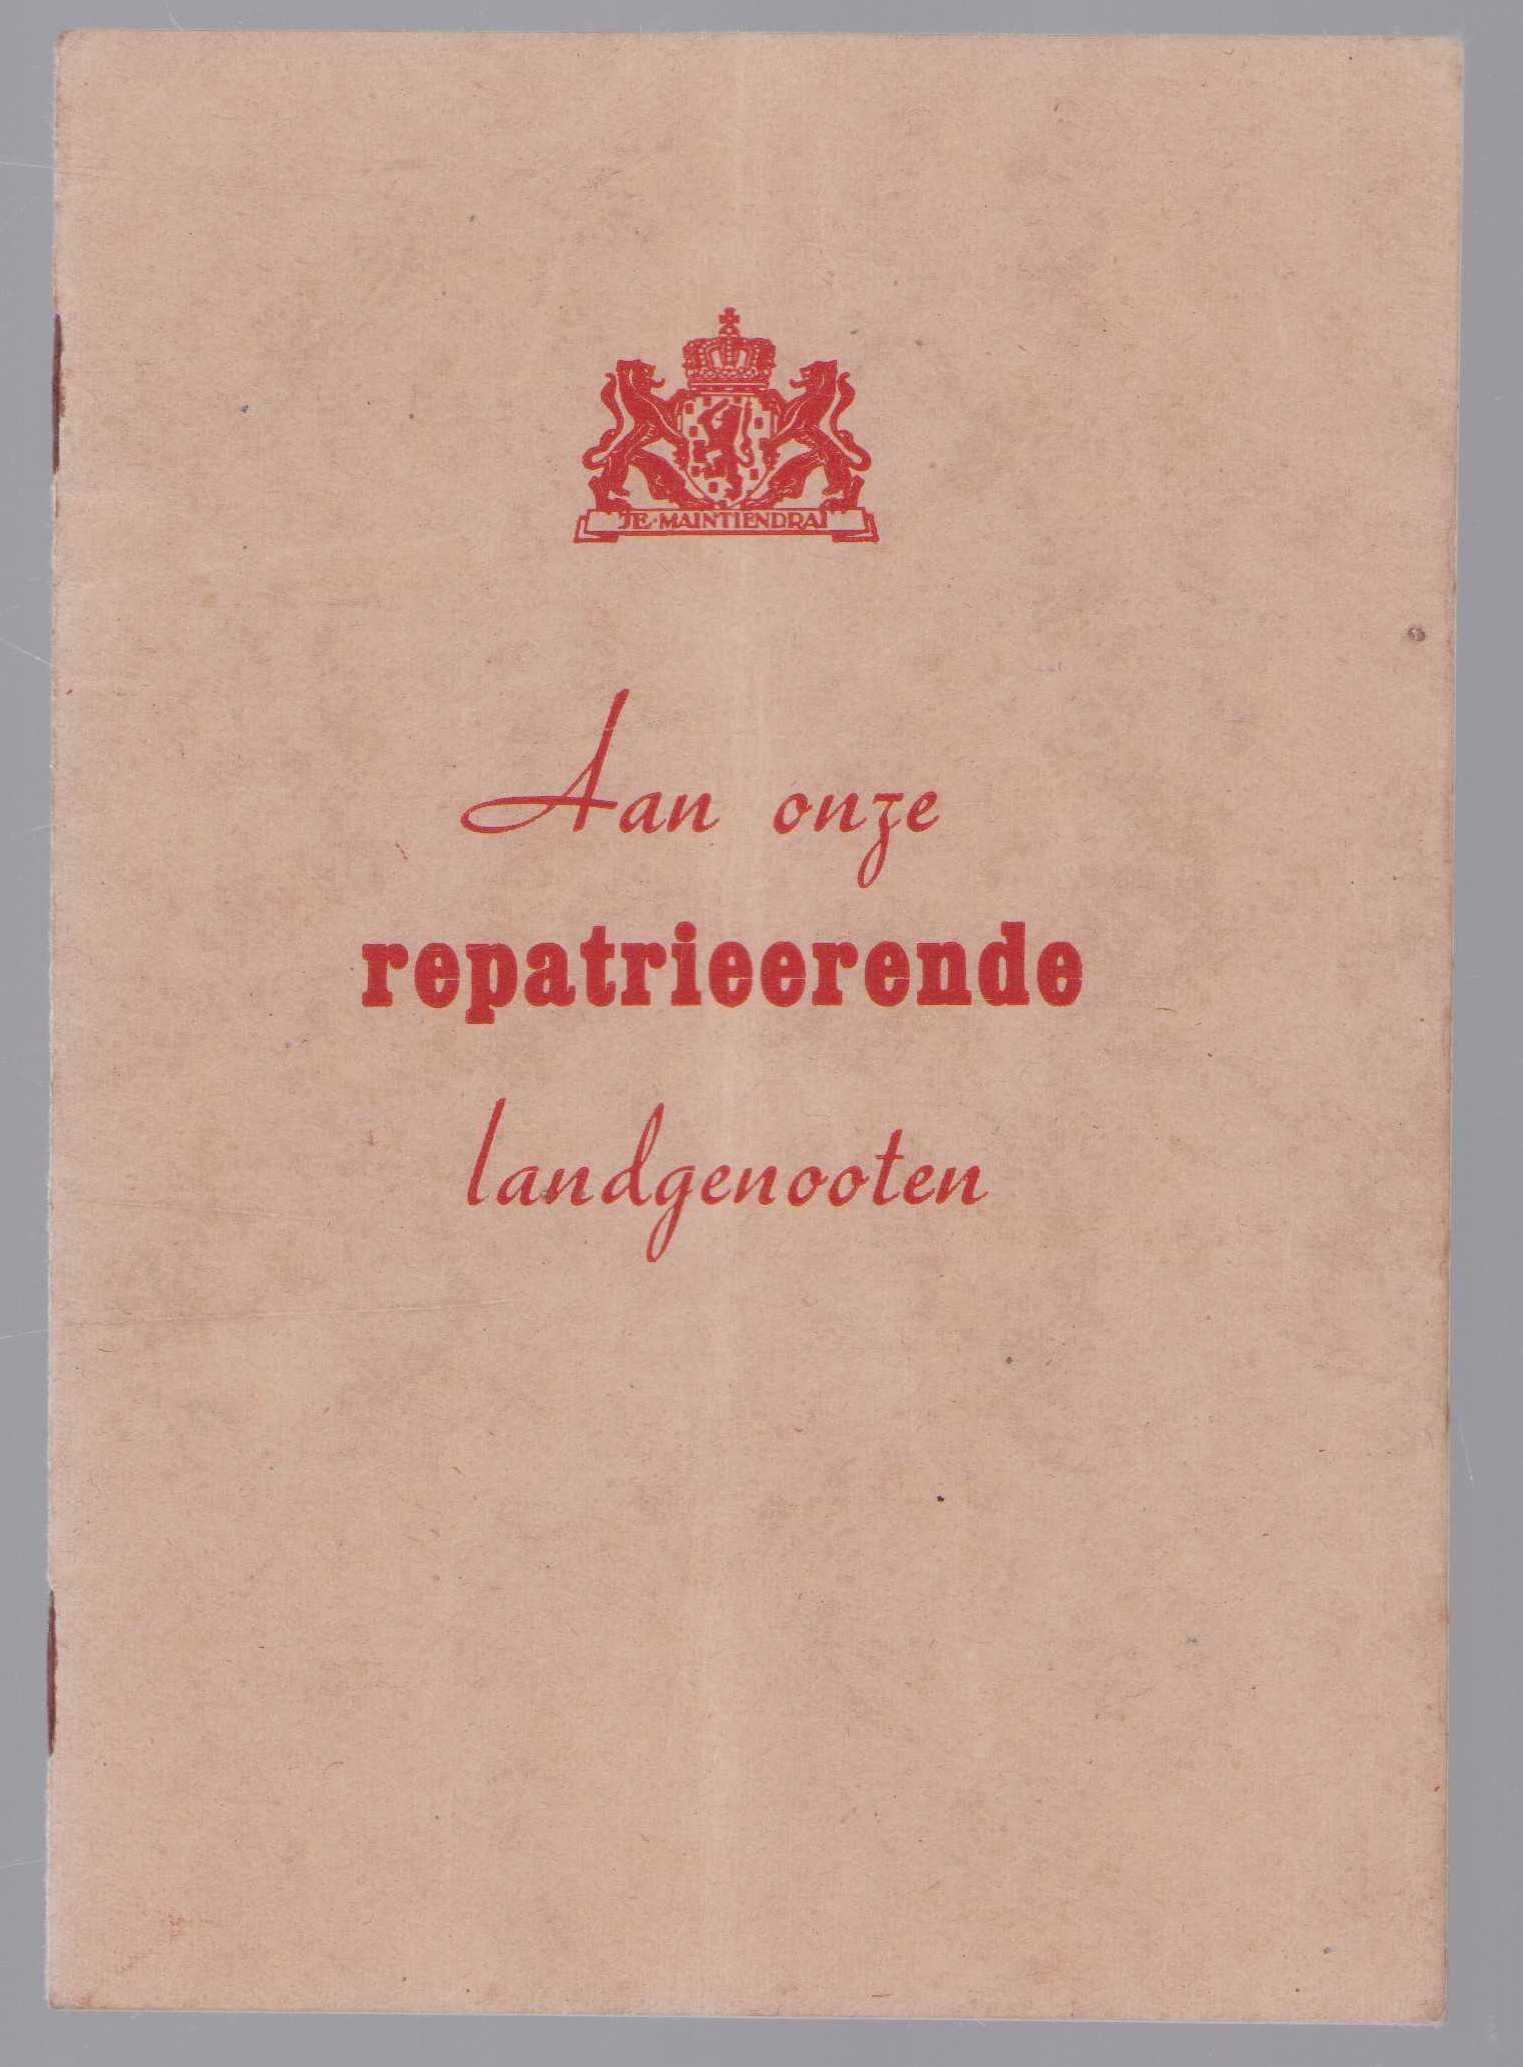 JE·MAINTIENDRAI
Aan onze
repatrieerende
landgenooten